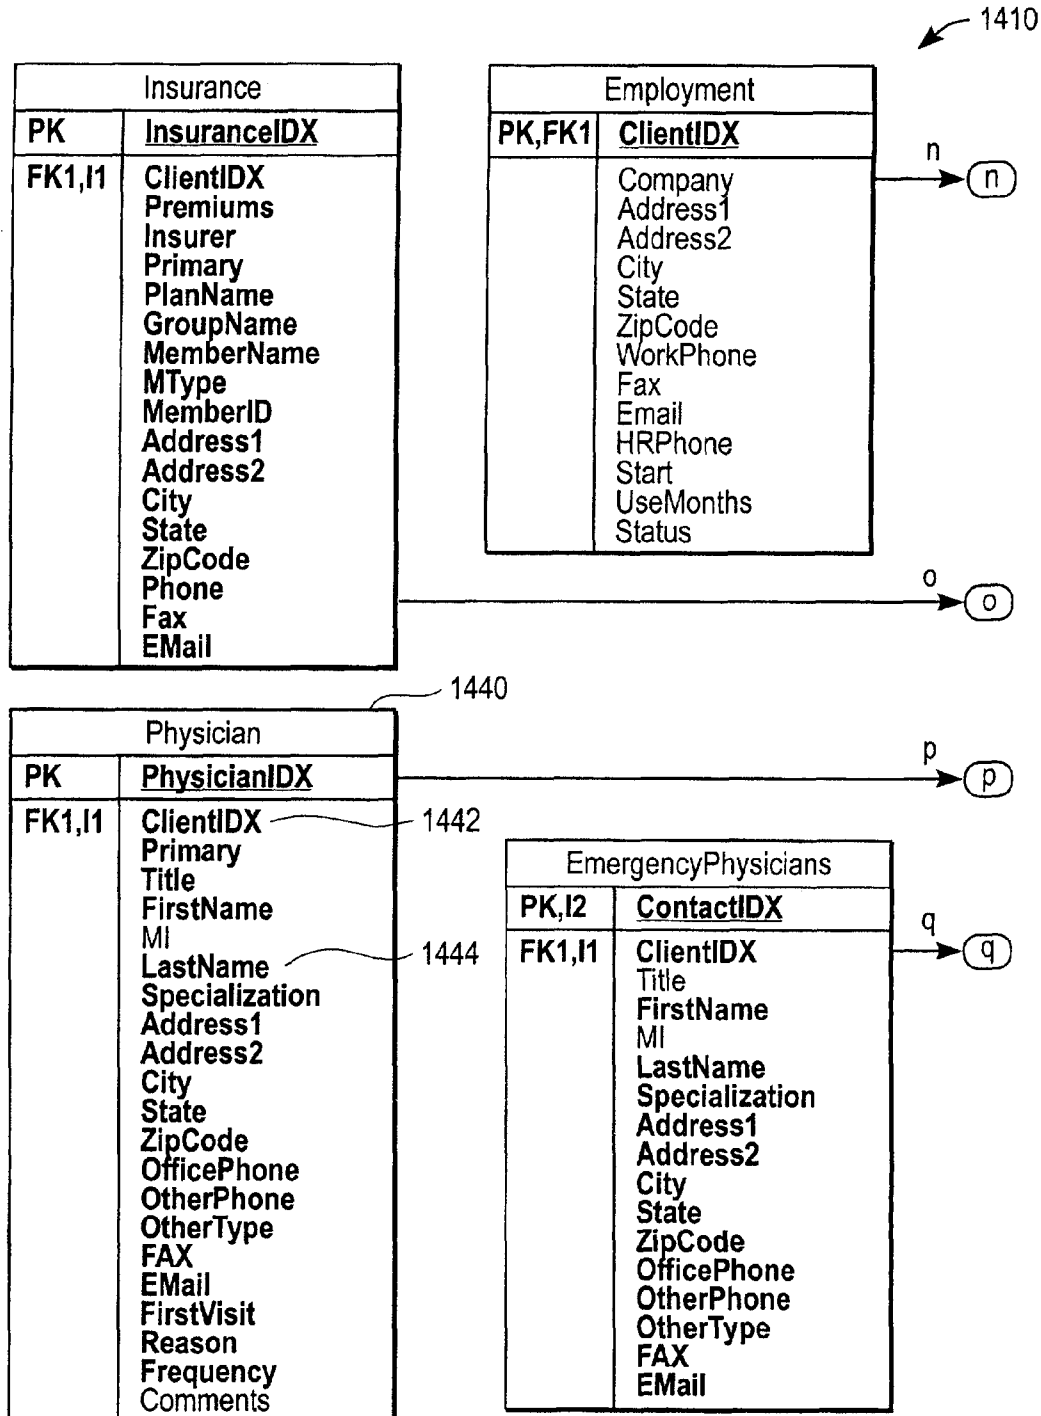 1410
Insurance
PK InsuranceIDX
FK1,I1 ClientIDX
Premiums
Insurer
Primary
PlanName
GroupName
MemberName
MType
MemberID
Address1
Address2
City
State
ZipCode
Phone
Fax
EMail
Employment
PK,FK1 ClientIDX
Company
Address1
Address2
City
State
ZipCode
WorkPhone
Fax
Email
HRPhone
Start
UseMonths
Status
n
n
o
o
1440
Physician
PK PhysicianIDX
FK1,I1 ClientIDX
Primary
Title
FirstName
MI
LastName
Specialization
Address1
Address2
City
State
ZipCode
OfficePhone
OtherPhone
OtherType
FAX
EMail
FirstVisit
Reason
Frequency
Comments
1442
1444
p
p
EmergencyPhysicians
PK,I2 ContactIDX
FK1,I1 ClientIDX
Title
FirstName
MI
LastName
Specialization
Address1
Address2
City
State
ZipCode
OfficePhone
OtherPhone
OtherType
FAX
EMail
q
q